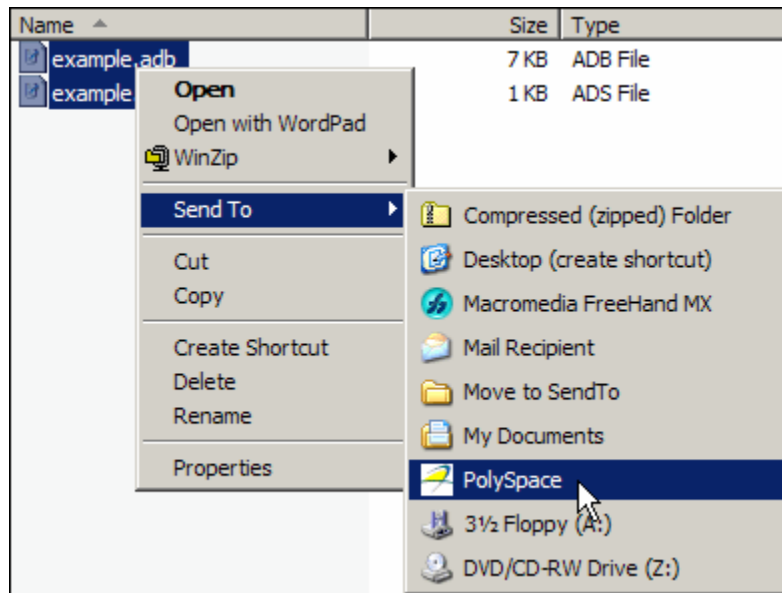 Name Size Type
example.adb 7 KB ADB File
example. 1 KB ADS File
Open
Open with WordPad
WinZip
Send To
Cut
Copy
Create Shortcut
Delete
Rename
Properties
Compressed (zipped) Folder
Desktop (create shortcut)
Macromedia FreeHand MX
Mail Recipient
Move to SendTo
My Documents
PolySpace
3½ Floppy (A:)
DVD/CD-RW Drive (Z:)